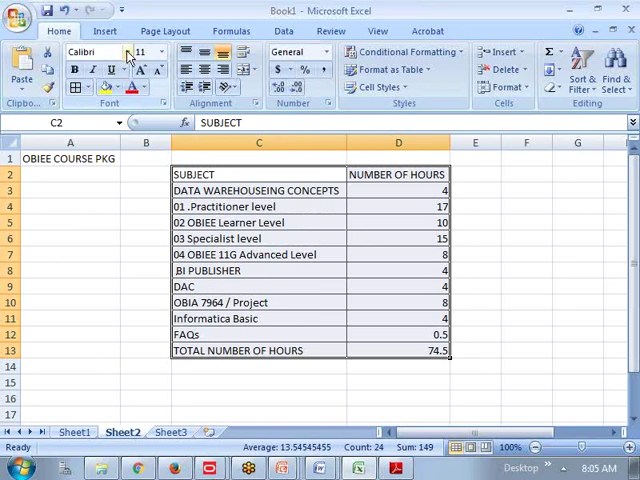 Book1 - Microsoft Excel
Home Insert Page Layout Formulas Data Review View Acrobat
Calibri 11 General Conditional Formatting Insert Σ
Paste B I U A A $ % , Format as Table Delete Sort & Find &
A .0 .00 .00 .0 Cell Styles Format Filter Select
Clipboard Font Alignment Number Styles Cells Editing
C2 fx SUBJECT
A B C D E F G H
1 OBIEE COURSE PKG
2 SUBJECT NUMBER OF HOURS
3 DATA WAREHOUSEING CONCEPTS 4
4 01 .Practitioner level 17
5 02 OBIEE Learner Level 10
6 03 Specialist level 15
7 04 OBIEE 11G Advanced Level 8
8 .BI PUBLISHER 4
9 DAC 4
10 OBIA 7964 / Project 8
11 Informatica Basic 4
12 FAQs 0.5
13 TOTAL NUMBER OF HOURS 74.5
14
15
16
17
Sheet1 Sheet2 Sheet3
Ready Average: 13.54545455 Count: 24 Sum: 149 100%
Desktop 8:05 AM